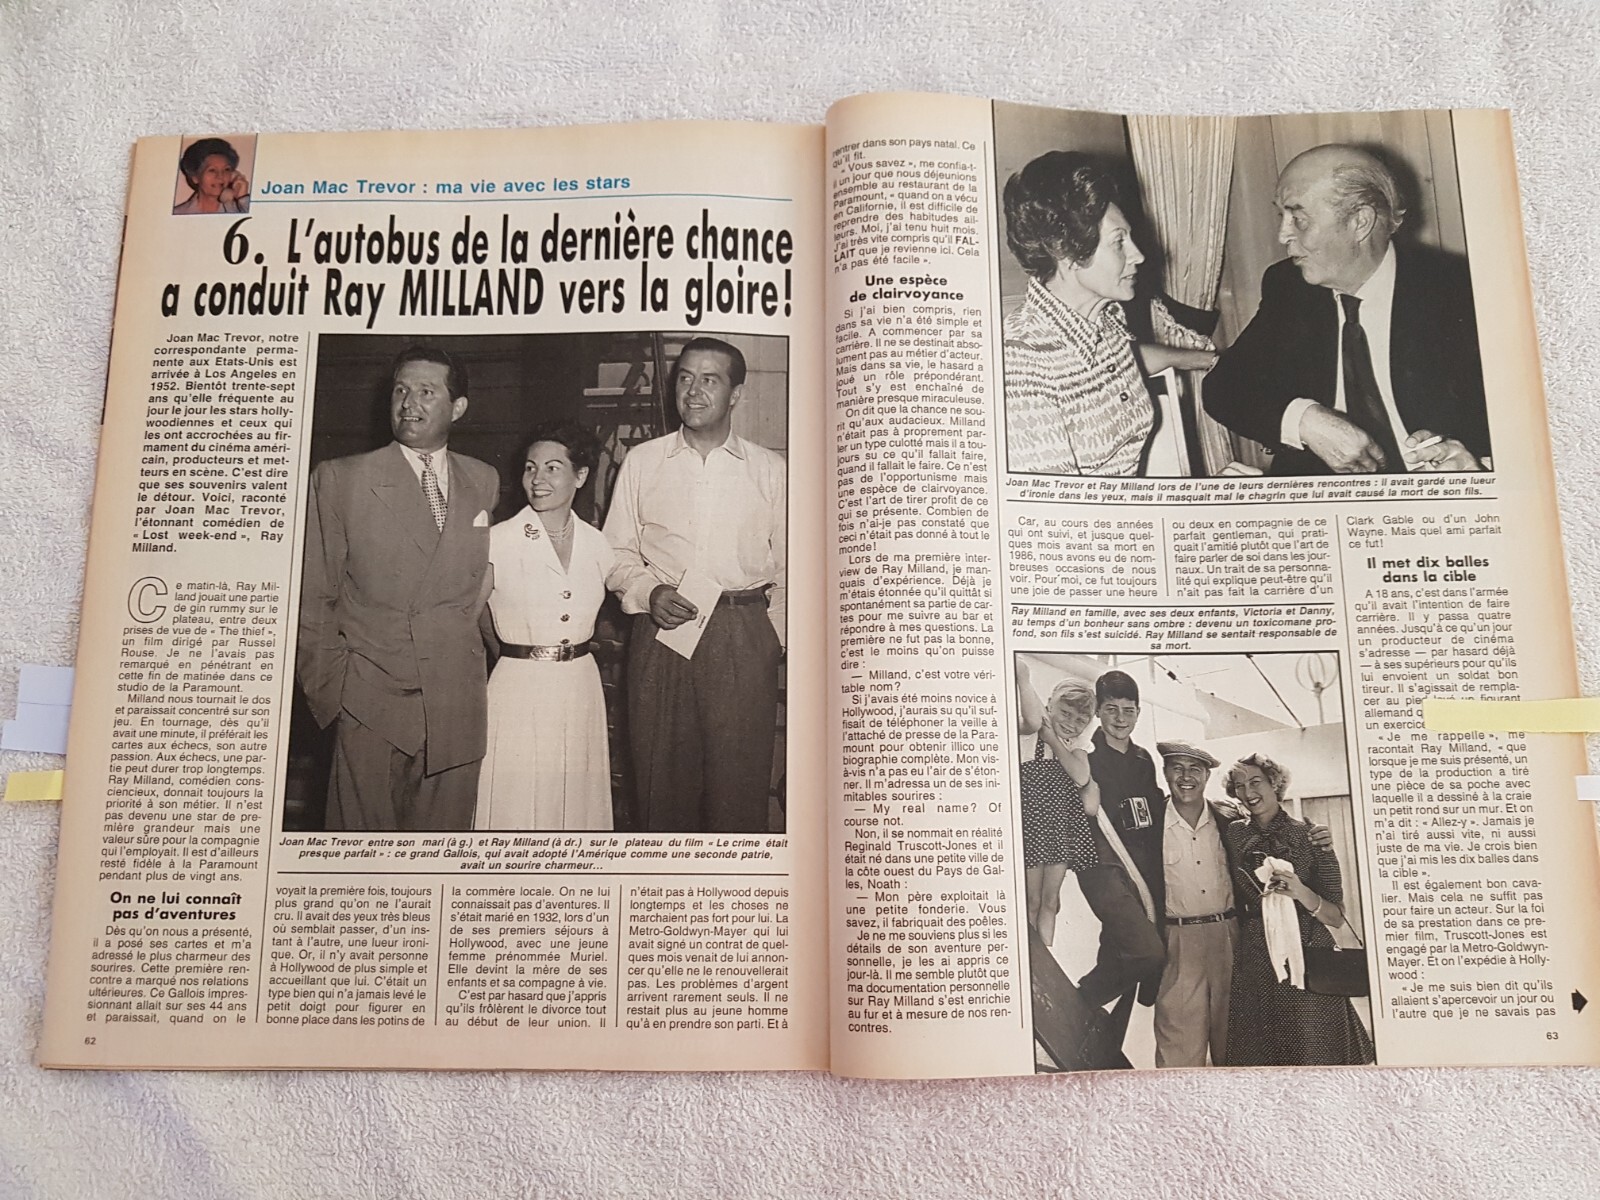 Joan Mac Trevor : ma vie avec les stars
6. L'autobus de la dernière chance
a conduit Ray MILLAND vers la gloire!
Joan Mac Trevor, notre
correspondante perma-
nente aux Etats-Unis est
arrivée à Los Angeles en
1952. Bientôt trente-sept
ans qu'elle fréquente au
jour le jour les stars holly-
woodiennes et ceux qui
les ont accrochées au fir-
mament du cinéma améri-
cain, producteurs et met-
teurs en scène. C'est dire
que ses souvenirs valent
le détour. Voici, raconté
par Joan Mac Trevor,
l'étonnant comédien de
« Lost week-end », Ray
Milland.
Ce matin-là, Ray Mil-
land jouait une partie
de gin rummy sur le
plateau, entre deux
prises de vue de « The thief »,
un film dirigé par Russel
Rouse. Je ne l'avais pas
remarqué en pénétrant en
cette fin de matinée dans ce
studio de la Paramount.
Milland nous tournait le dos
et paraissait concentré sur son
jeu. En tournage, dès qu'il
avait une minute, il préférait les
cartes aux échecs, son autre
passion. Aux échecs, une par-
tie peut durer trop longtemps.
Ray Milland, comédien cons-
ciencieux, donnait toujours la
priorité à son métier. Il n'est
pas devenu une star de pre-
mière grandeur mais une
valeur sûre pour la compagnie
qui l'employait. Il est d'ailleurs
resté fidèle à la Paramount
pendant plus de vingt ans.
On ne lui connaît
pas d'aventures
Dès qu'on nous a présenté,
il a posé ses cartes et m'a
adressé le plus charmeur des
sourires. Cette première ren-
contre a marqué nos relations
ultérieures. Ce Gallois impres-
sionnant allait sur ses 44 ans
et paraissait, quand on le
Joan Mac Trevor entre son mari (à g.) et Ray Milland (à dr.) sur le plateau du film « Le crime était
presque parfait » : ce grand Gallois, qui avait adopté l'Amérique comme une seconde patrie,
avait un sourire charmeur...
voyait la première fois, toujours
plus grand qu'on ne l'aurait
cru. Il avait des yeux très bleus
où semblait passer, d'un ins-
tant à l'autre, une lueur ironi-
que. Or, il n'y avait personne
à Hollywood de plus simple et
accueillant que lui. C'était un
type bien qui n'a jamais levé le
petit doigt pour figurer en
bonne place dans les potins de
la commère locale. On ne lui
connaissait pas d'aventures. Il
s'était marié en 1932, lors d'un
de ses premiers séjours à
Hollywood, avec une jeune
femme prénommée Muriel.
Elle devint la mère de ses
enfants et sa compagne à vie.
C'est par hasard que j'appris
qu'ils frôlèrent le divorce tout
au début de leur union. Il
n'était pas à Hollywood depuis
longtemps et les choses ne
marchaient pas fort pour lui. La
Metro-Goldwyn-Mayer qui lui
avait signé un contrat de quel-
ques mois venait de lui annon-
cer qu'elle ne le renouvellerait
pas. Les problèmes d'argent
arrivent rarement seuls. Il ne
restait plus au jeune homme
qu'à en prendre son parti. Et à
62
rentrer dans son pays natal. Ce
qu'il fit.
« Vous savez », me confia-t-
il un jour que nous déjeunions
ensemble au restaurant de la
Paramount, « quand on a vécu
en Californie, il est difficile de
reprendre des habitudes ail-
leurs. Moi, j'ai tenu huit mois.
J'ai très vite compris qu'il FAL-
LAIT que je revienne ici. Cela
n'a pas été facile ».
Une espèce
de clairvoyance
Si j'ai bien compris, rien
dans sa vie n'a été simple et
facile. A commencer par sa
carrière. Il ne se destinait abso-
lument pas au métier d'acteur.
Mais dans sa vie, le hasard a
joué un rôle prépondérant.
Tout s'y est enchaîné de
manière presque miraculeuse.
On dit que la chance ne sou-
rit qu'aux audacieux. Milland
n'était pas à proprement par-
ler un type culotté mais il a tou-
jours su ce qu'il fallait faire,
quand il fallait le faire. Ce n'est
pas de l'opportunisme mais
une espèce de clairvoyance.
C'est l'art de tirer profit de ce
qui se présente. Combien de
fois n'ai-je pas constaté que
ceci n'était pas donné à tout le
monde !
Lors de ma première inter-
view de Ray Milland, je man-
quais d'expérience. Déjà je
m'étais étonnée qu'il quittât si
spontanément sa partie de car-
tes pour me suivre au bar et
répondre à mes questions. La
première ne fut pas la bonne,
c'est le moins qu'on puisse
dire :
— Milland, c'est votre véri-
table nom ?
Si j'avais été moins novice à
Hollywood, j'aurais su qu'il suf-
fisait de téléphoner la veille à
l'attaché de presse de la Para-
mount pour obtenir illico une
biographie complète. Mon vis-
à-vis n'a pas eu l'air de s'éton-
ner. Il m'adressa un de ses ini-
mitables sourires :
— My real name? Of
course not.
Non, il se nommait en réalité
Reginald Truscott-Jones et il
était né dans une petite ville de
la côte ouest du Pays de Gal-
les, Noath :
— Mon père exploitait là
une petite fonderie. Vous
savez, il fabriquait des poêles.
Je ne me souviens plus si les
détails de son aventure per-
sonnelle, je les ai appris ce
jour-là. Il me semble plutôt que
ma documentation personnelle
sur Ray Milland s'est enrichie
au fur et à mesure de nos ren-
contres.
Joan Mac Trevor et Ray Milland lors de l'une de leurs dernières rencontres : il avait gardé une lueur
d'ironie dans les yeux, mais il masquait mal le chagrin que lui avait causé la mort de son fils.
Car, au cours des années
qui ont suivi, et jusque quel-
ques mois avant sa mort en
1986, nous avons eu de nom-
breuses occasions de nous
voir. Pour moi, ce fut toujours
une joie de passer une heure
ou deux en compagnie de ce
parfait gentleman, qui prati-
quait l'amitié plutôt que l'art de
faire parler de soi dans les jour-
naux. Un trait de sa personna-
lité qui explique peut-être qu'il
n'ait pas fait la carrière d'un
Clark Gable ou d'un John
Wayne. Mais quel ami parfait
ce fut !
Ray Milland en famille, avec ses deux enfants, Victoria et Danny,
au temps d'un bonheur sans ombre : devenu un toxicomane pro-
fond, son fils s'est suicidé. Ray Milland se sentait responsable de
sa mort.
Il met dix balles
dans la cible
A 18 ans, c'est dans l'armée
qu'il avait l'intention de faire
carrière. Il y passa quatre
années. Jusqu'à ce qu'un jour
un producteur de cinéma
s'adresse — par hasard déjà
— à ses supérieurs pour qu'ils
lui envoient un soldat bon
tireur. Il s'agissait de rempla-
cer au pied levé un figurant
allemand
un exercice
« Je me rappelle », me
racontait Ray Milland, « que
lorsque je me suis présenté, un
type de la production a tiré
une pièce de sa poche avec
laquelle il a dessiné à la craie
un petit rond sur un mur. Et on
m'a dit : « Allez-y ». Jamais je
n'ai tiré aussi vite, ni aussi
juste de ma vie. Je crois bien
que j'ai mis les dix balles dans
la cible ».
Il est également bon cava-
lier. Mais cela ne suffit pas
pour faire un acteur. Sur la foi
de sa prestation dans ce pre-
mier film, Truscott-Jones est
engagé par la Metro-Goldwyn-
Mayer. Et on l'expédie à Holly-
wood :
« Je me suis bien dit qu'ils
allaient s'apercevoir un jour ou
l'autre que je ne savais pas
63